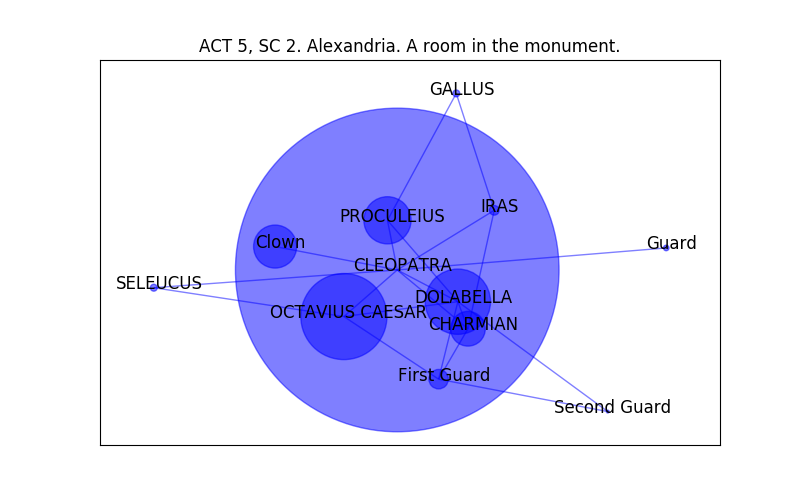 ACT 5, SC 2. Alexandria. A room in the monument.
GALLUS
IRAS
PROCULEIUS
Clown
Guard
CLEOPATRA
SELEUCUS
DOLABELLA
OCTAVIUS CAESAR
CHARMIAN
First Guard
Second Guard